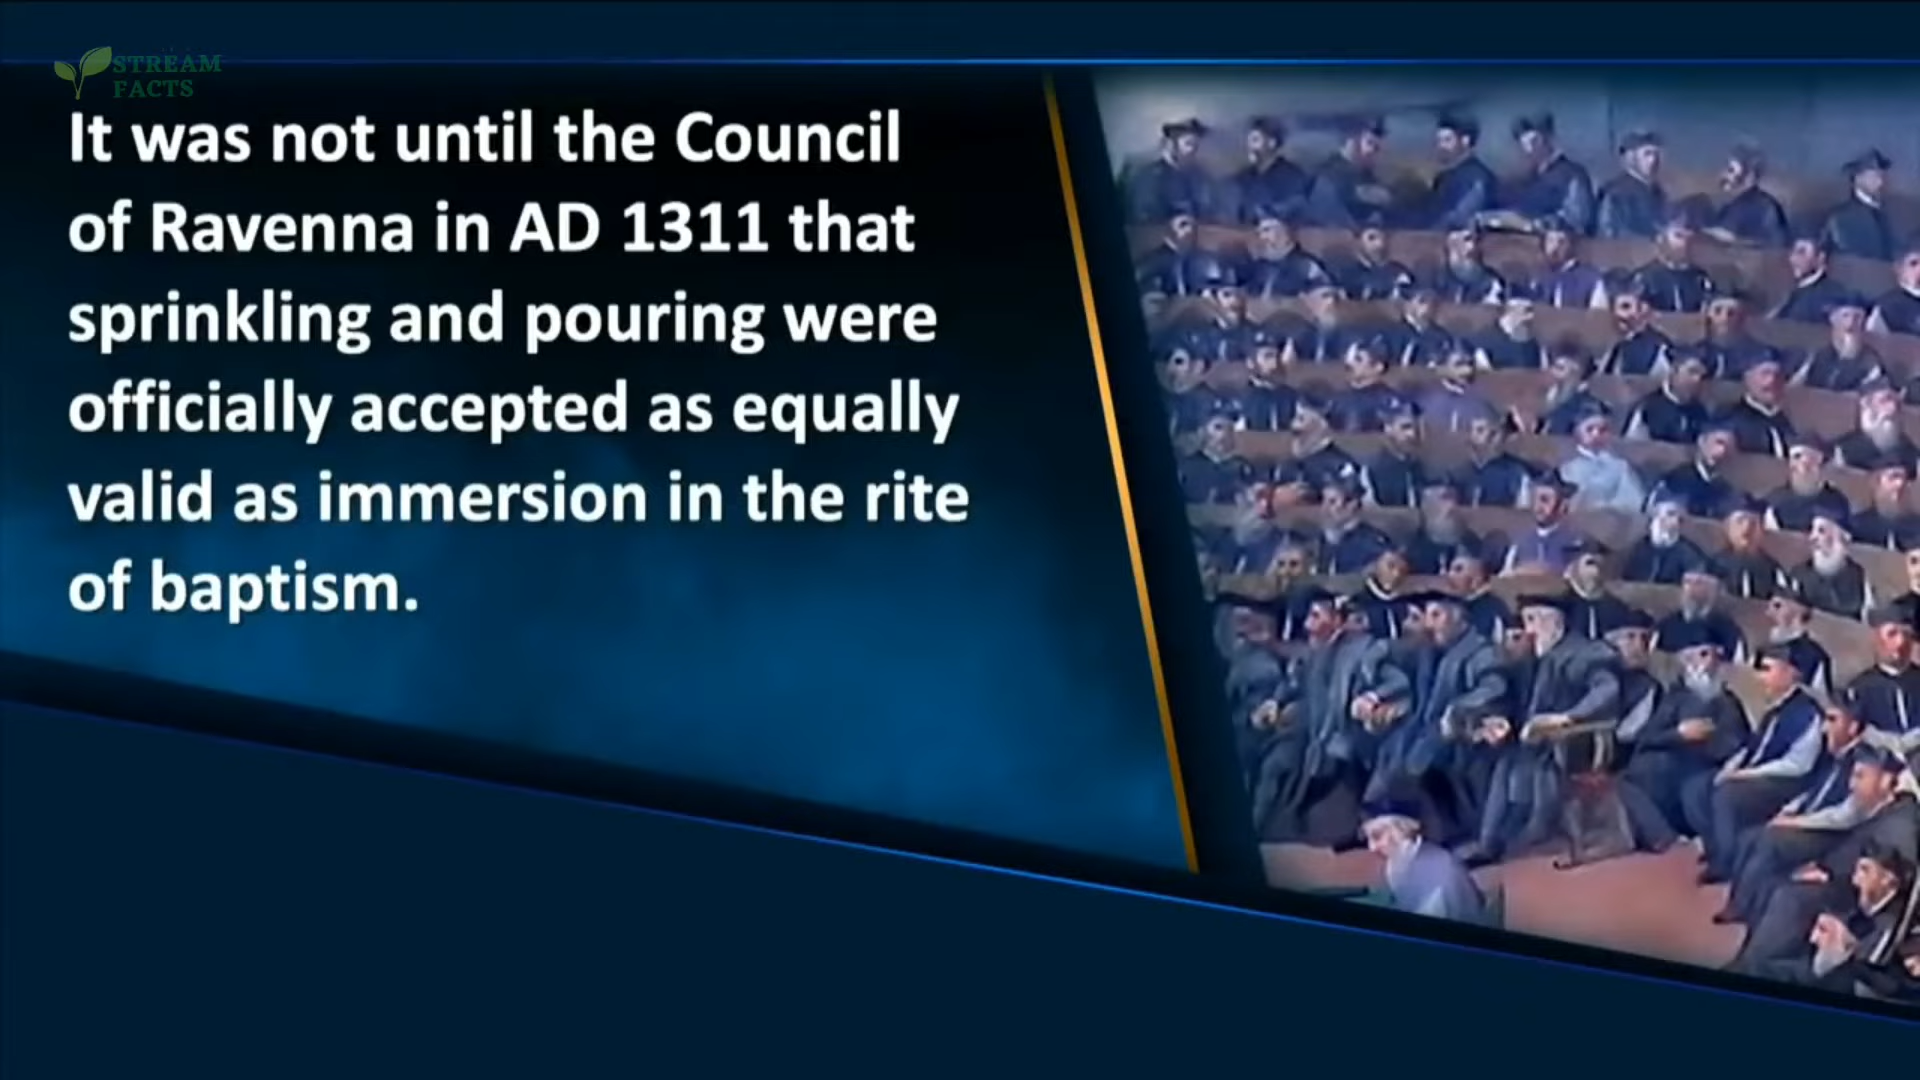 STREAM
FACTS
It was not until the Council
of Ravenna in AD 1311 that
sprinkling and pouring were
officially accepted as equally
valid as immersion in the rite
of baptism.